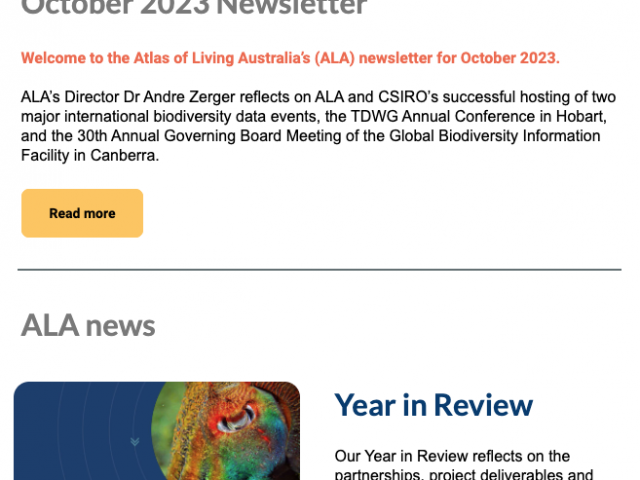 October 2023 Newsletter
Welcome to the Atlas of Living Australia's (ALA) newsletter for October 2023.
ALA's Director Dr Andre Zerger reflects on ALA and CSIRO's successful hosting of two
major international biodiversity data events, the TDWG Annual Conference in Hobart,
and the 30th Annual Governing Board Meeting of the Global Biodiversity Information
Facility in Canberra.
Read more
ALA news
Year in Review
Our Year in Review reflects on the
partnerships, project deliverables and